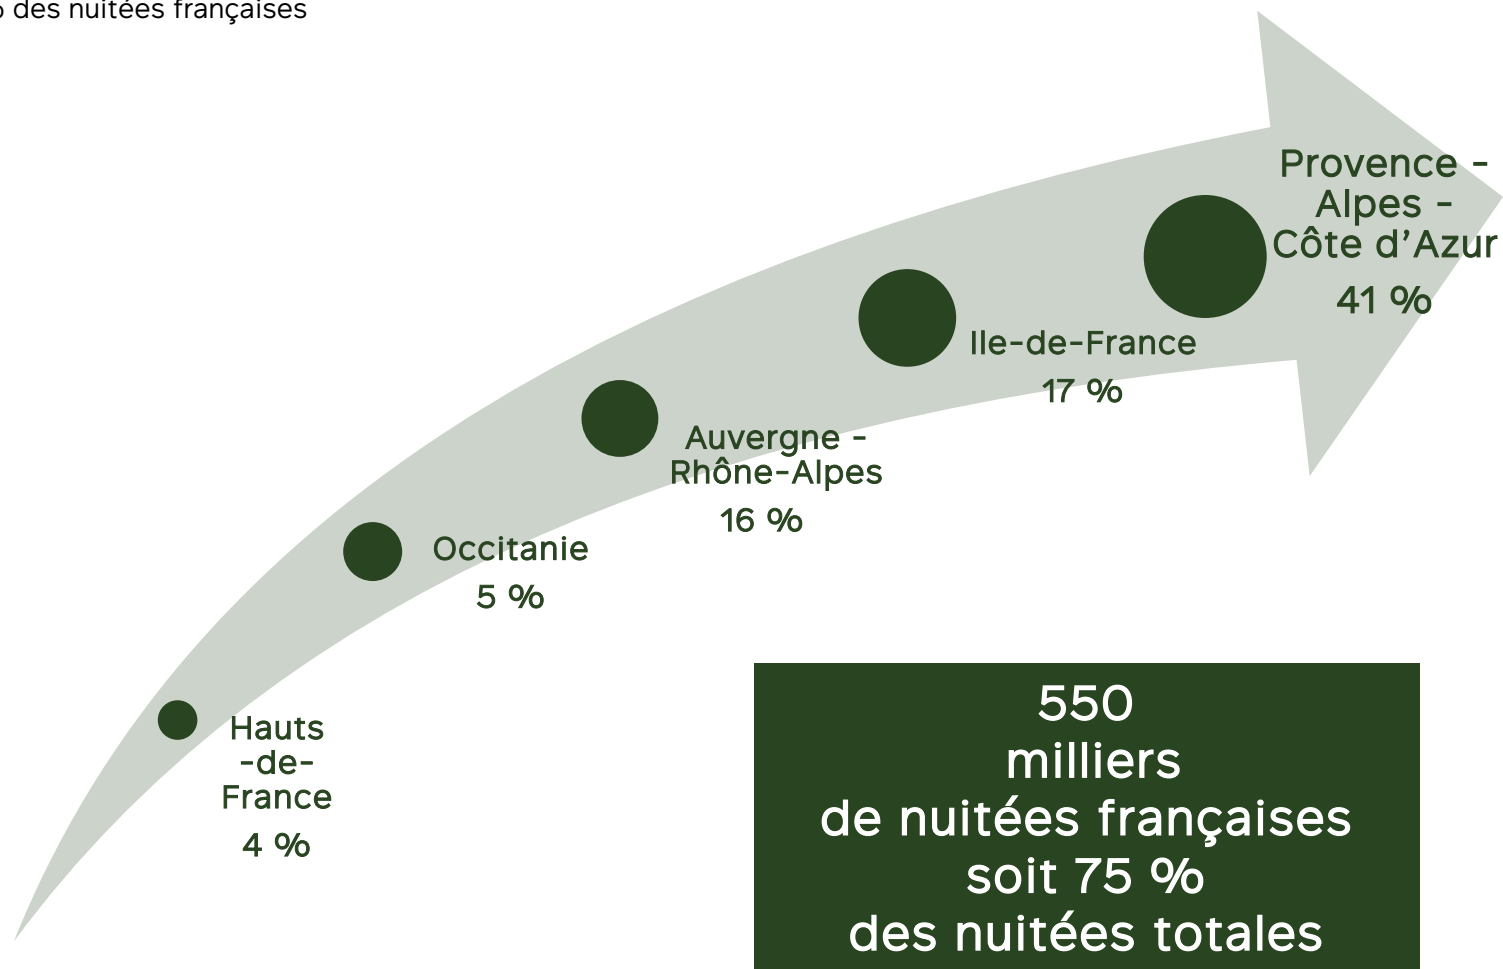 des nuitées françaises
Provence -
Alpes -
Côte d’Azur
41 %
Ile-de-France
17 %
Auvergne -
Rhône-Alpes
16 %
Occitanie
5 %
Hauts
-de-
France
4 %
550
milliers
de nuitées françaises
soit 75 %
des nuitées totales